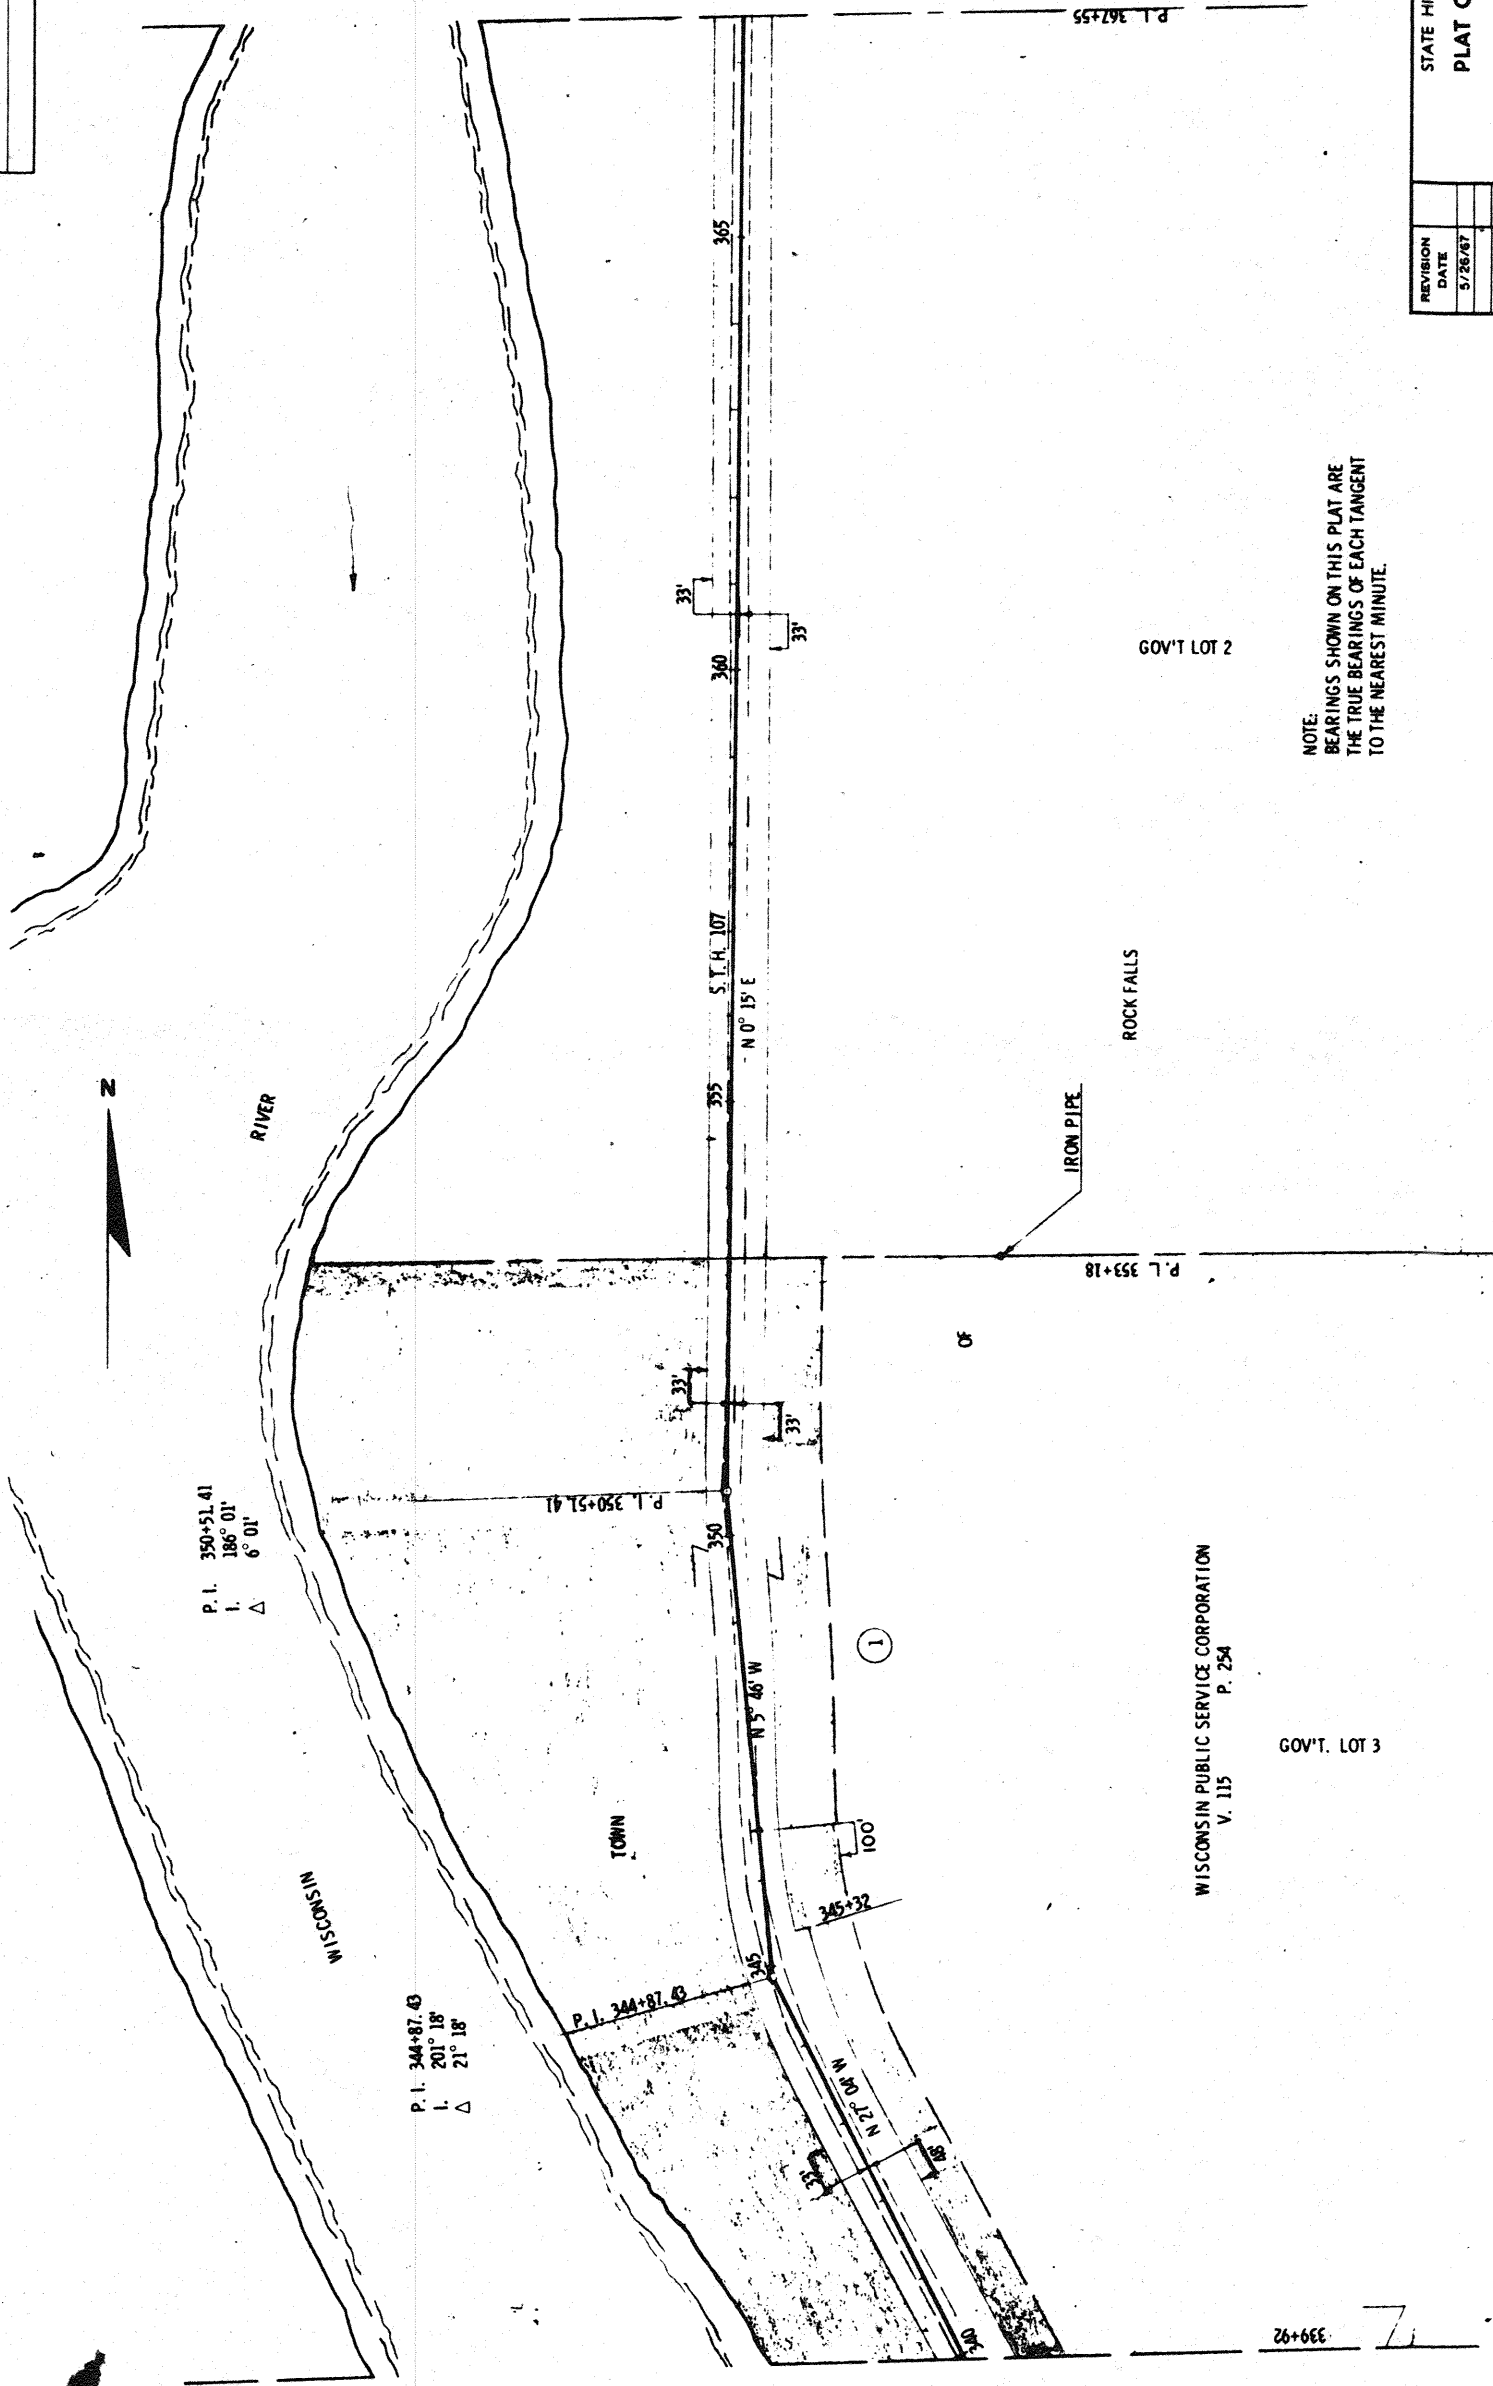 P. L. 367+55
STATE
PLAT
REVISION
DATE
5/26/67
365
33'
33'
360
GOV'T LOT 2
NOTE:
BEARINGS SHOWN ON THIS PLAT ARE
THE TRUE BEARINGS OF EACH TANGENT
TO THE NEAREST MINUTE.
S. T. H. 107
N 0° 15' E
355
ROCK FALLS
IRON PIPE
N
RIVER
P. L. 353+18
OF
33'
33'
P. I. 350+51.41
350
P. I. 350+51.41
I. 186° 01'
Δ 6° 01'
1
N 5° 46' W
WISCONSIN PUBLIC SERVICE CORPORATION
V. 115 P. 254
GOV'T. LOT 3
TOWN
100'
345+32
345
WISCONSIN
P. I. 344+87.43
P. I. 344+87.43
I. 201° 18'
Δ 21° 18'
N 27° 04' W
33'
340
339+92